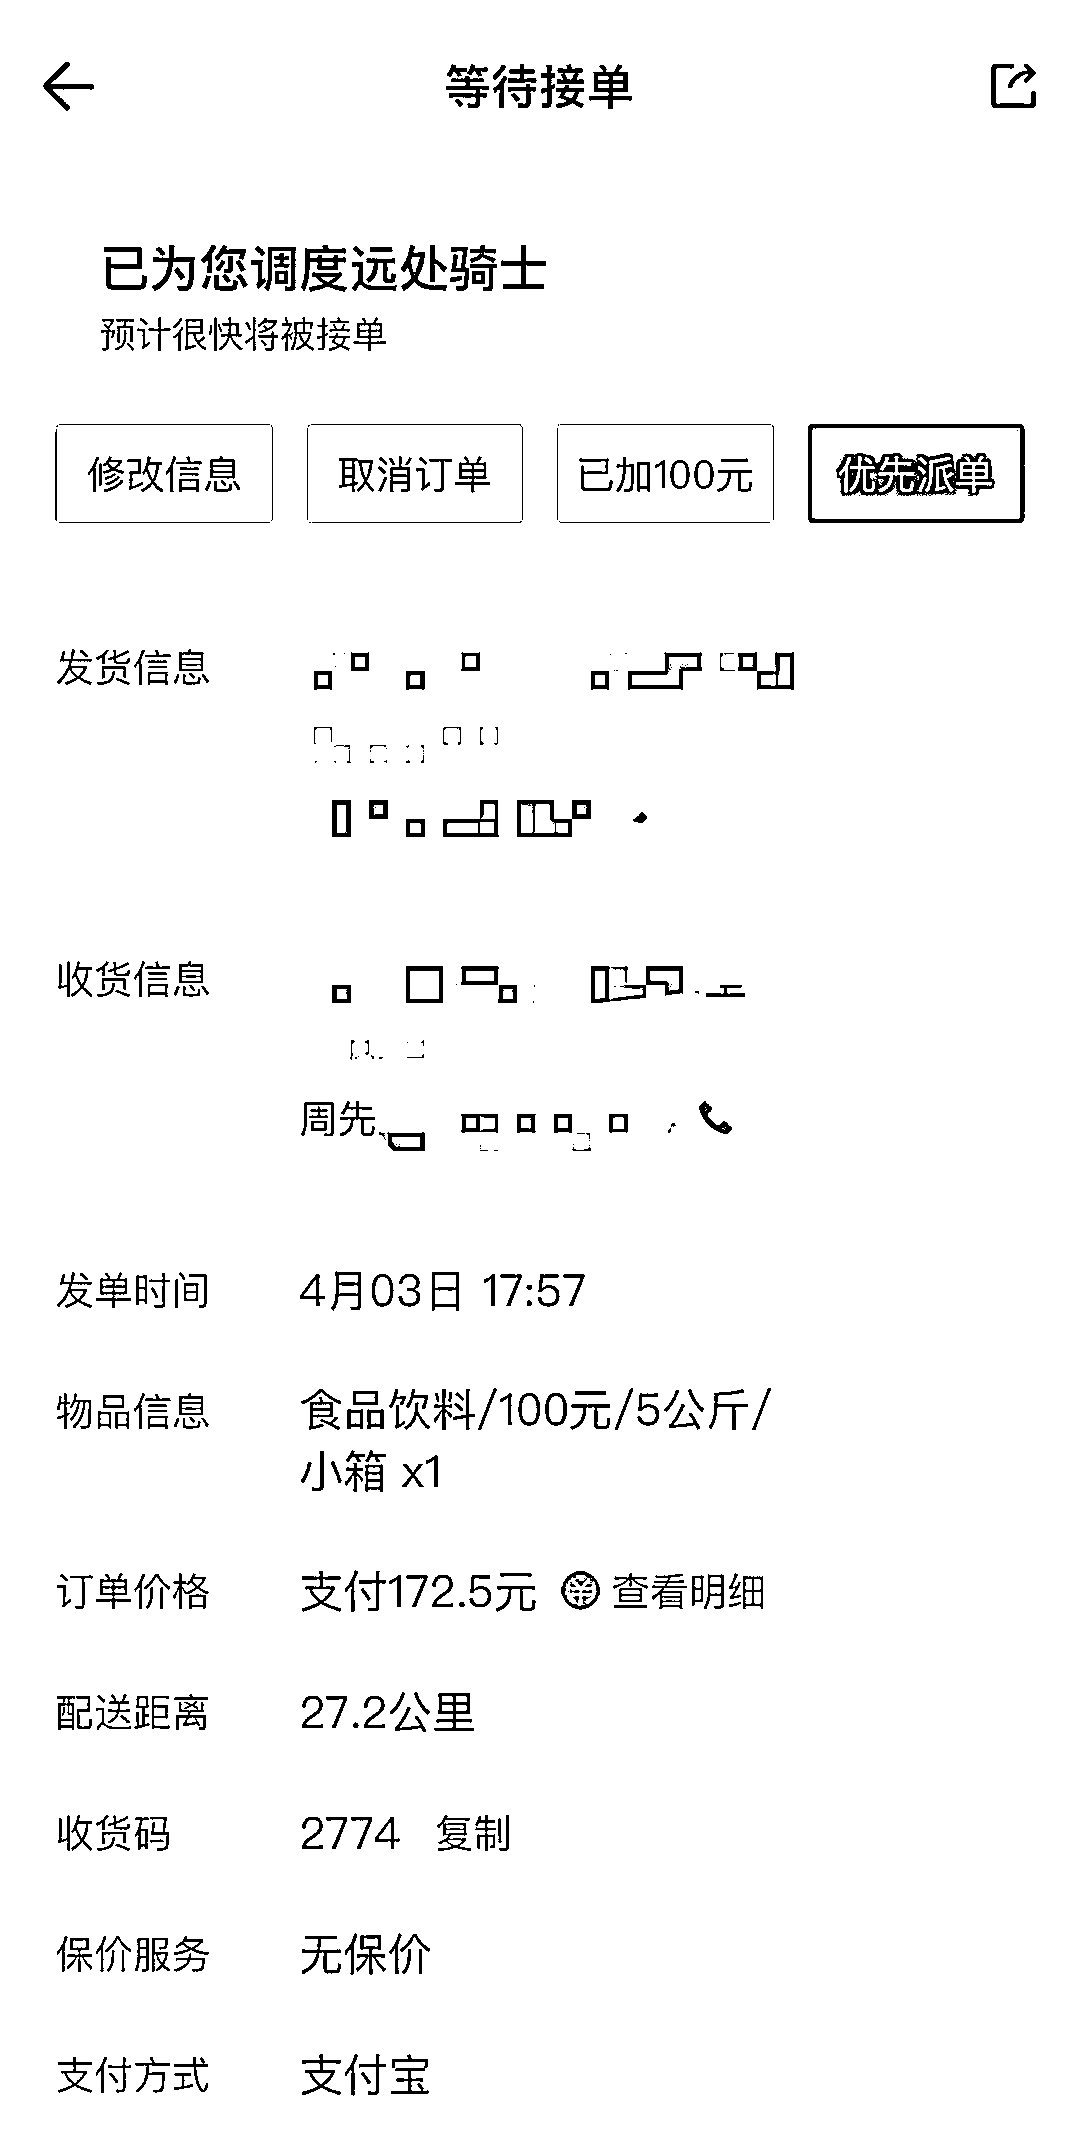 等待接单
已为您调度远处骑士
预计很快将被接单
修改信息 取消订单 已加100元 优先派单
发货信息
收货信息
周先
发单时间 4月03日 17:57
物品信息 食品饮料/100元/5公斤/
小箱 x1
订单价格 支付172.5元 查看明细
配送距离 27.2公里
收货码 2774 复制
保价服务 无保价
支付方式 支付宝